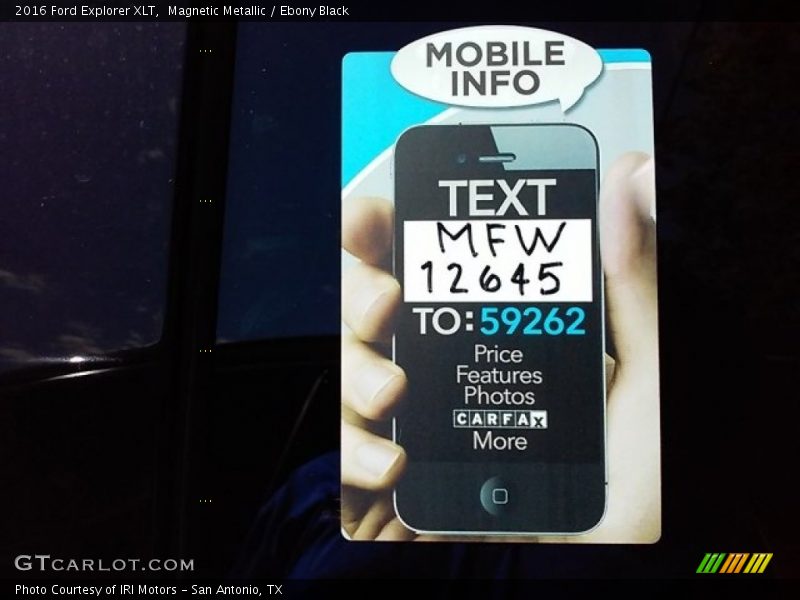 2016 Ford Explorer XLT,  Magnetic Metallic / Ebony Black
MOBILE
INFO
TEXT
MFW
12645
TO: 59262
Price
Features
Photos
CARFAX
More
GTCARLOT.COM
Photo Courtesy of IRI Motors - San Antonio, TX